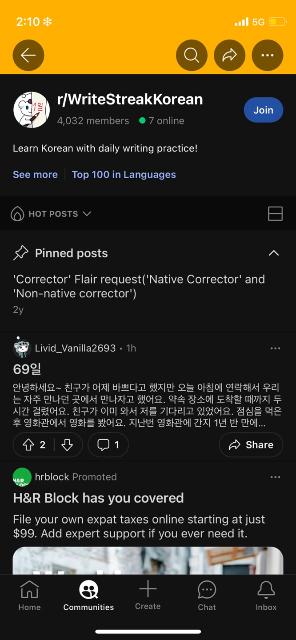 2:10
5G
r/WriteStreakKorean
4,032 members
7 online
Join
Learn Korean with daily writing practice!
See more
Top 100 in Languages
HOT POSTS
Pinned posts
'Corrector' Flair request('Native Corrector' and
'Non-native corrector')
2y
Livid_Vanilla2693 • 1h
69일
안녕하세요~ 친구가 어제 바쁘다고 했지만 오늘 아침에 연락해서 우리
는 자주 만나던 곳에서 만나자고 했어요. 약속 장소에 도착할 때까지 두
시간 걸렸어요. 친구가 이미 와서 저를 기다리고 있었어요. 점심을 먹은
후 영화관에서 영화를 봤어요. 지난번 영화관에 간지 1년 반 만에...
2
1
Share
hrblock Promoted
H&R Block has you covered
File your own expat taxes online starting at just
$99. Add expert support if you ever need it.
Home
Communities
Create
Chat
Inbox